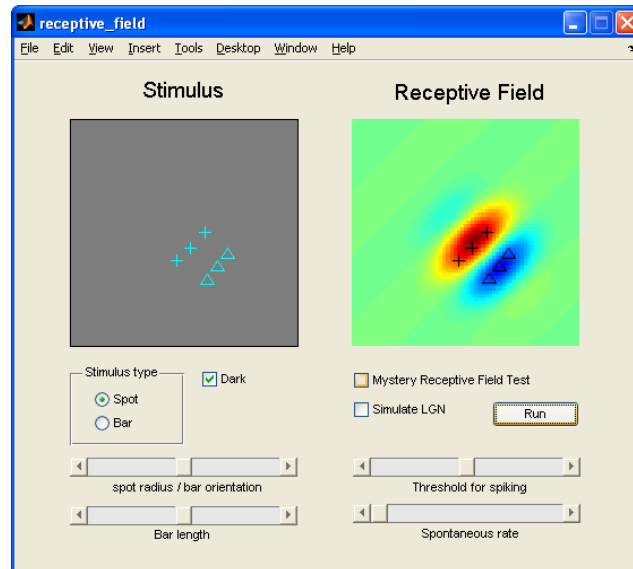 receptive_field
File Edit View Insert Tools Desktop Window Help
Stimulus
Receptive Field
Stimulus type
Spot
Bar
Dark
Mystery Receptive Field Test
Simulate LGN
Run
spot radius / bar orientation
Threshold for spiking
Bar length
Spontaneous rate